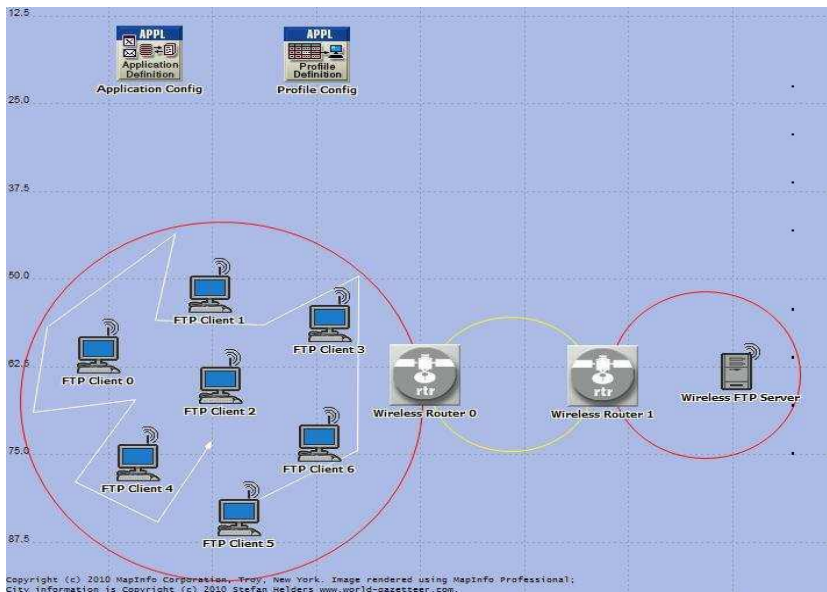 12.5
APPL
Application
Definition
Application Config
APPL
Profile
Definition
Profile Config
25.0
37.5
50.0
FTP Client 1
FTP Client 3
62.5
FTP Client 0
FTP Client 2
rtr
Wireless Router 0
rtr
Wireless Router 1
Wireless FTP Server
FTP Client 6
75.0
FTP Client 4
FTP Client 5
87.5
Copyright (c) 2010 MapInfo Corporation, Troy, New York. Image rendered using MapInfo Professional;
City information is Copyright (c) 2010 Stefan Helders www.world-gazetteer.com.